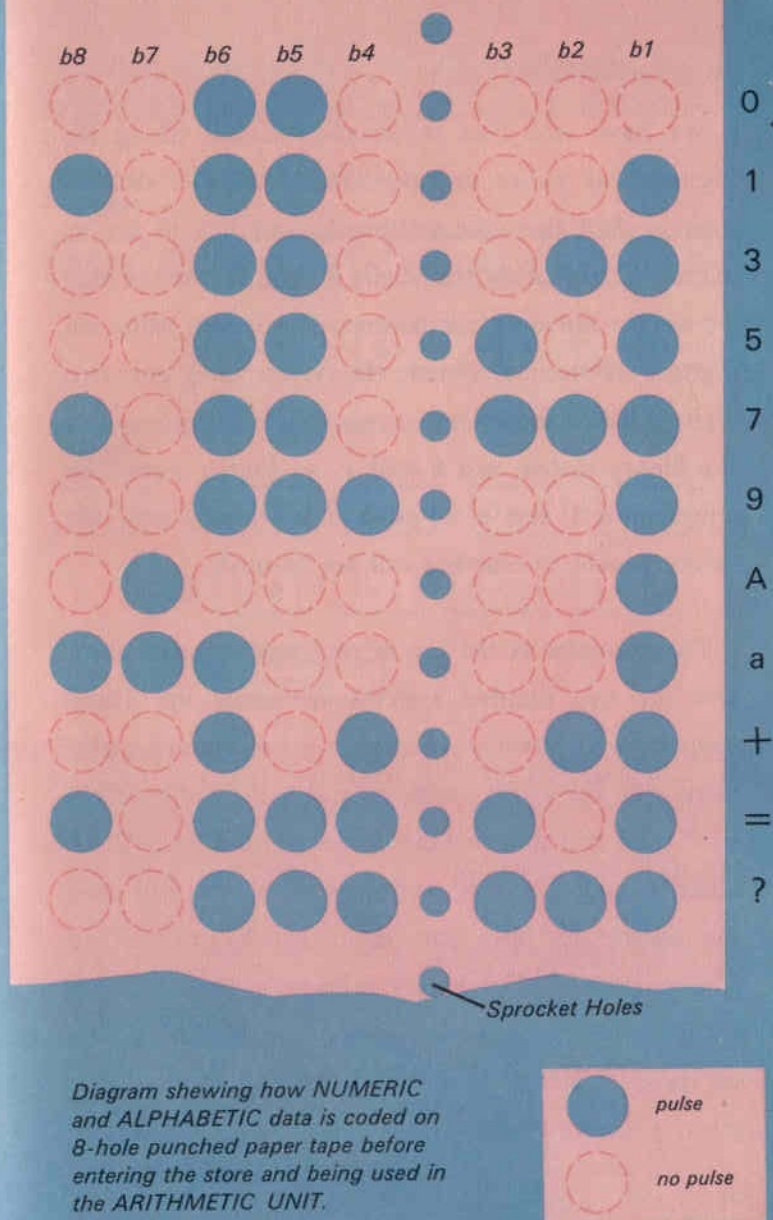 b8 b7 b6 b5 b4 b3 b2 b1
0
1
3
5
7
9
A
a
+
=
?
Sprocket Holes
Diagram shewing how NUMERIC
and ALPHABETIC data is coded on
8-hole punched paper tape before
entering the store and being used in
the ARITHMETIC UNIT.
pulse
no pulse